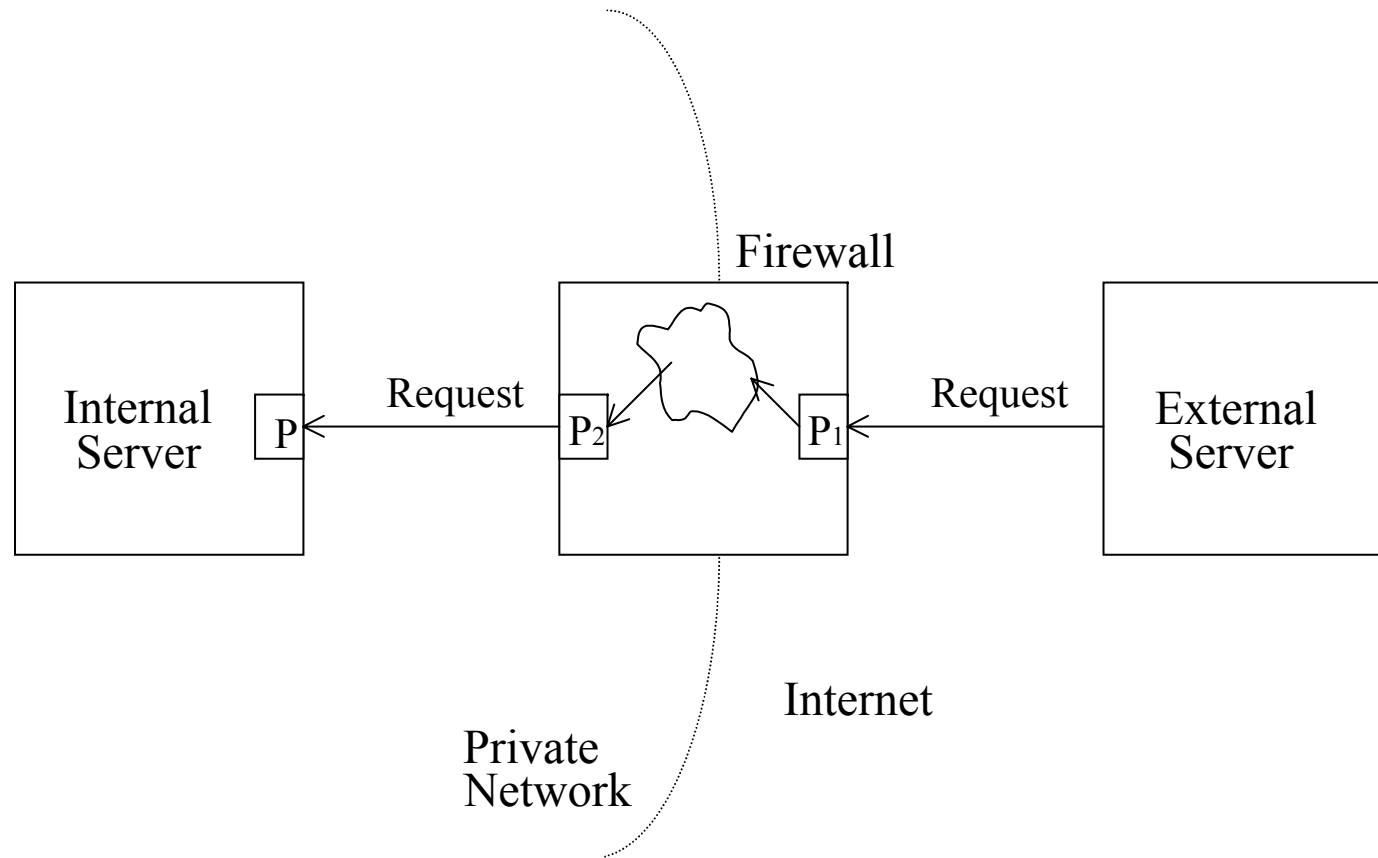 Firewall
Internal
Server
P
Request
P2
P1
Request
External
Server
Internet
Private
Network